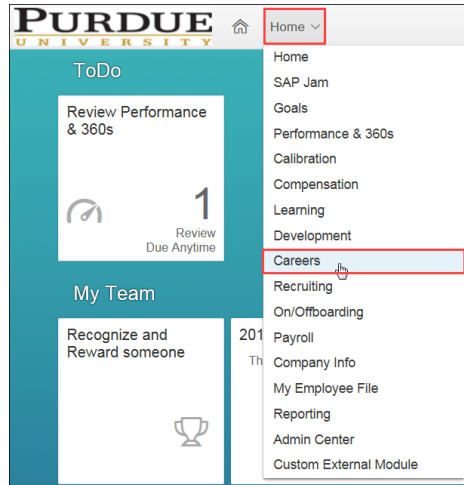 PURDUE
UNIVERSITY
Home
ToDo
Review Performance
& 360s
1
Review
Due Anytime
My Team
Recognize and
Reward someone
201
Th
Home
SAP Jam
Goals
Performance & 360s
Calibration
Compensation
Learning
Development
Careers
Recruiting
On/Offboarding
Payroll
Company Info
My Employee File
Reporting
Admin Center
Custom External Module